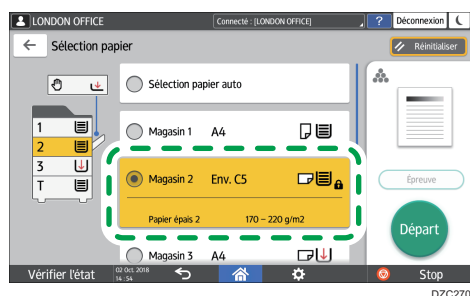 LONDON OFFICE
Connecté : [LONDON OFFICE]
?
Déconnexion
Sélection papier
Réinitialiser
Sélection papier auto
1
2
3
T
Magasin 1 A4
Magasin 2 Env. C5
Papier épais 2 170 – 220 g/m2
Magasin 3 A4
Épreuve
Départ
Vérifier l'état
02 Oct. 2018
14 : 54
Stop
DZC270